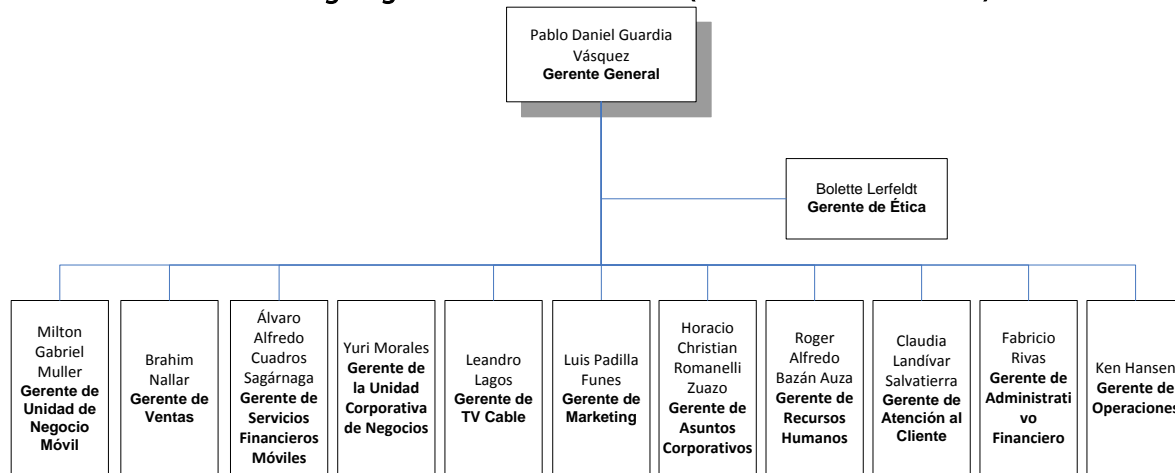 Pablo Daniel Guardia
Vásquez
Gerente General
Bolette Lerfeldt
Gerente de Ética
Milton
Gabriel
Muller
Gerente de
Unidad de
Negocio
Móvil
Brahim
Nallar
Gerente de
Ventas
Álvaro
Alfredo
Cuadros
Sagárnaga
Gerente de
Servicios
Financieros
Móviles
Yuri Morales
Gerente de
la Unidad
Corporativa
de Negocios
Leandro
Lagos
Gerente de
TV Cable
Luis Padilla
Funes
Gerente de
Marketing
Horacio
Christian
Romanelli
Zuazo
Gerente de
Asuntos
Corporativos
Roger
Alfredo
Bazán Auza
Gerente de
Recursos
Humanos
Claudia
Landívar
Salvatierra
Gerente de
Atención al
Cliente
Fabricio
Rivas
Gerente de
Administrati
vo
Financiero
Ken Hansen
Gerente de
Operaciones